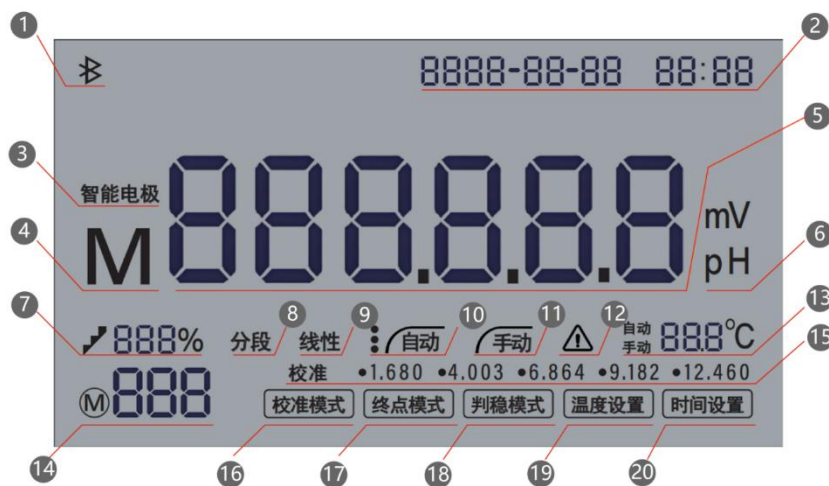 1 2
8888-88-88 88:88
5
3
智能电极
888.8.8.8
mV
4
M
pH
6
7 8 9 10 11 12 13
888% 分段 线性 自动 手动 自动 手动 88.8℃
15
校准 •1.680 •4.003 •6.864 •9.182 •12.460
M 888
校准模式 终点模式 判稳模式 温度设置 时间设置
14 16 17 18 19 20